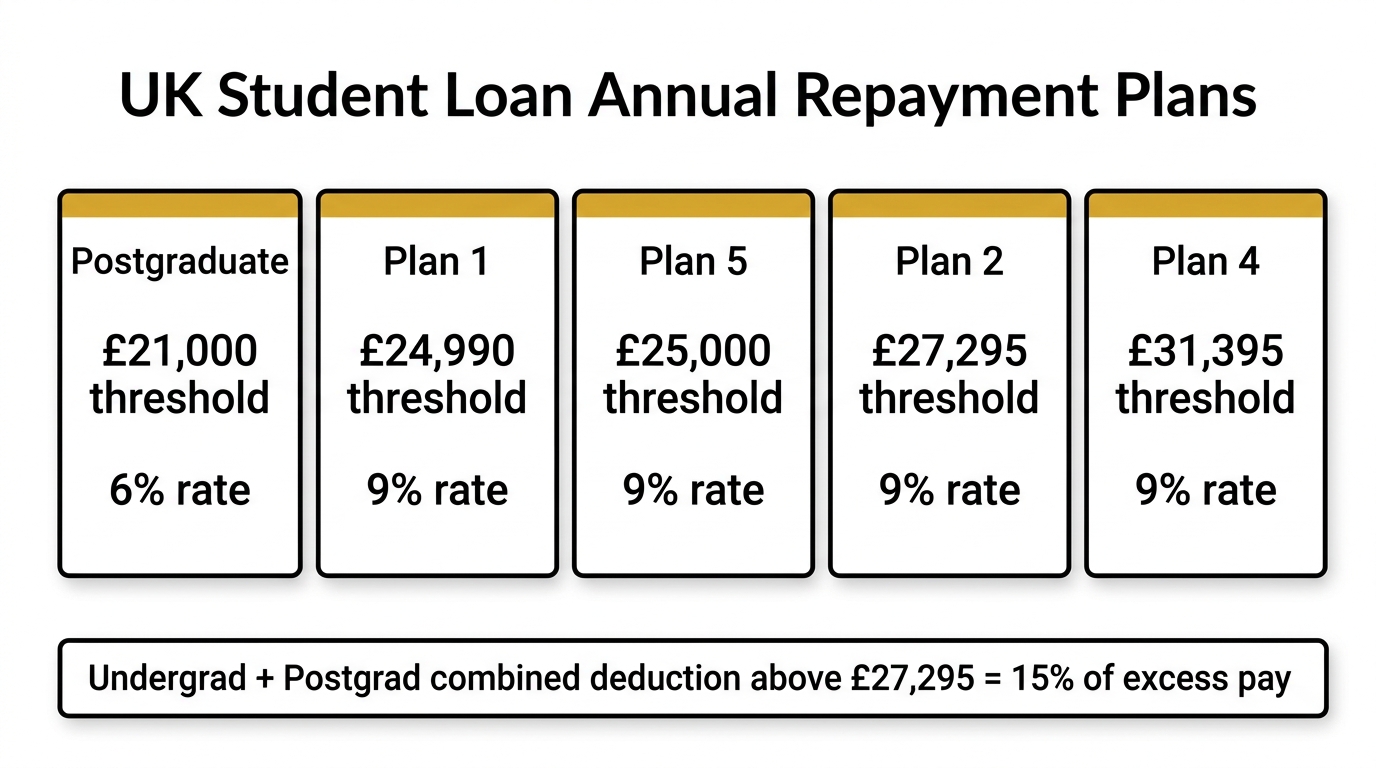 UK Student Loan Annual Repayment Plans
Postgraduate
£21,000
threshold
6% rate
Plan 1
£24,990
threshold
9% rate
Plan 5
£25,000
threshold
9% rate
Plan 2
£27,295
threshold
9% rate
Plan 4
£31,395
threshold
9% rate
Undergrad + Postgrad combined deduction above £27,295 = 15% of excess pay